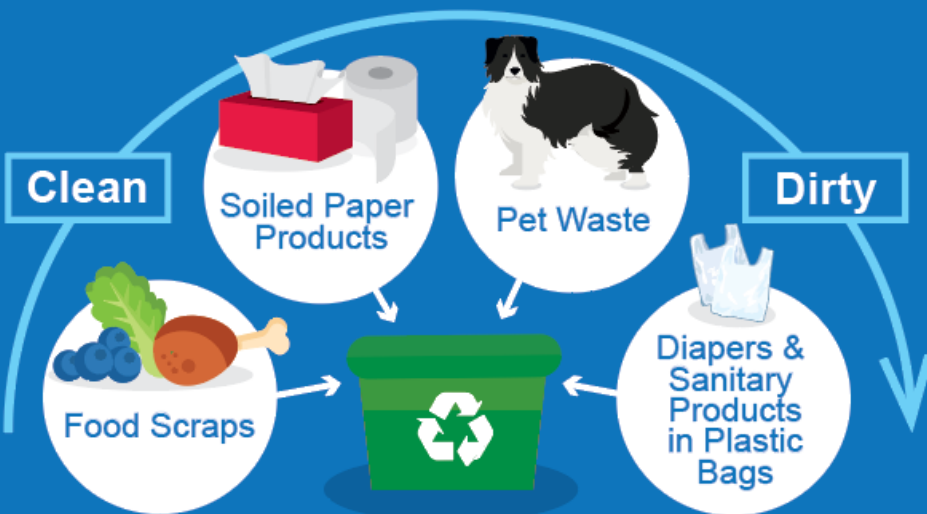 Clean
Dirty
Soiled Paper
Products
Pet Waste
Food Scraps
Diapers &
Sanitary
Products
in Plastic
Bags